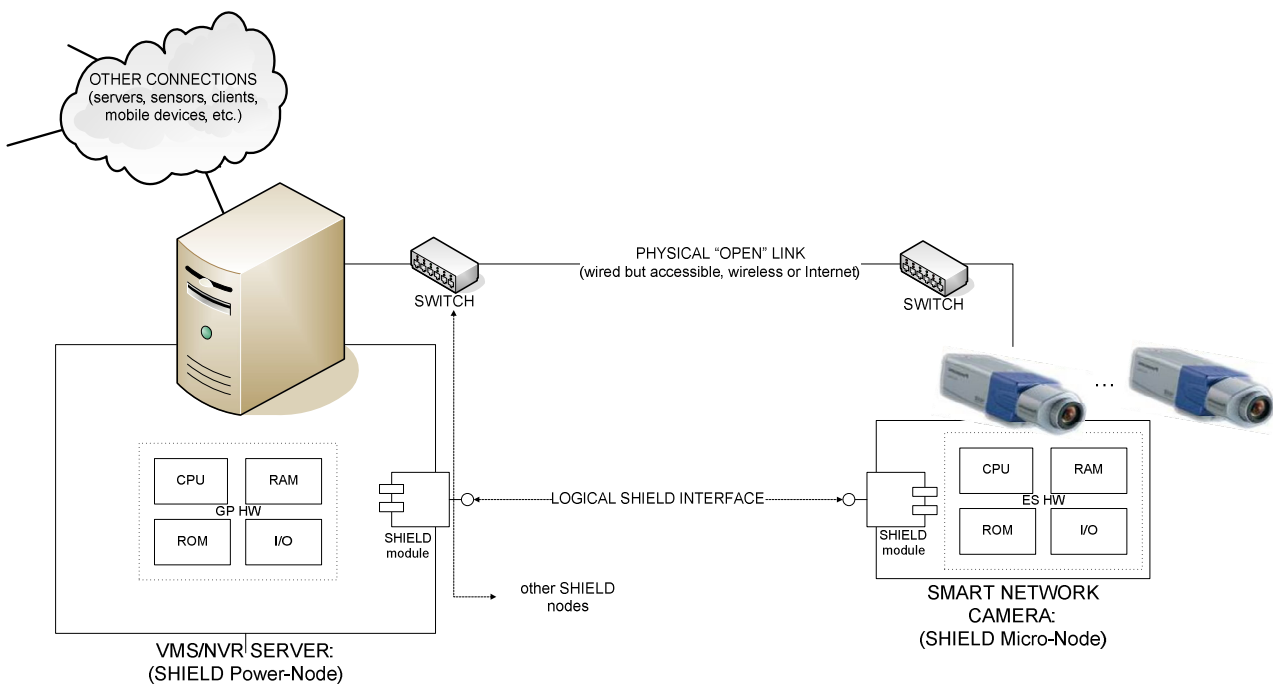 OTHER CONNECTIONS
(servers, sensors, clients,
mobile devices, etc.)
PHYSICAL “OPEN” LINK
(wired but accessible, wireless or Internet)
SWITCH
SWITCH
...
CPU
RAM
GP HW
ROM
I/O
SHIELD
module
LOGICAL SHIELD INTERFACE
CPU
RAM
ES HW
ROM
I/O
SHIELD
module
other SHIELD
nodes
VMS/NVR SERVER:
(SHIELD Power-Node)
SMART NETWORK
CAMERA:
(SHIELD Micro-Node)